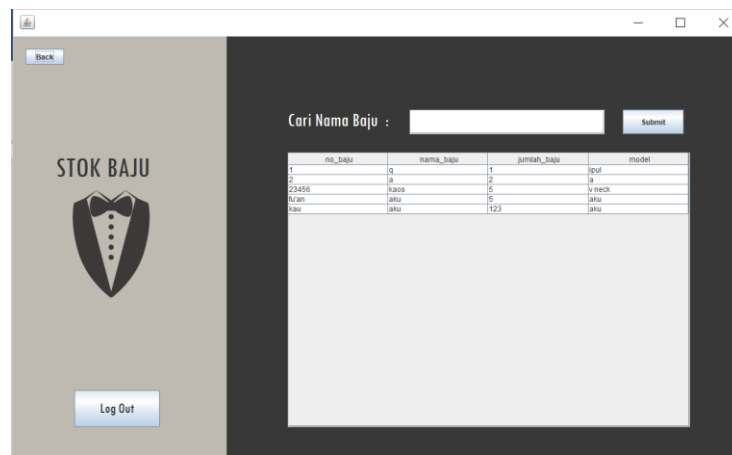 Back
Cari Nama Baju :
Submit
STOK BAJU
no_baju nama_baju jumlah_baju model
1 q 1 ipul
2 a 2 a
23456 kaos 5 v neck
fu'an aku 5 aku
kau aku 123 aku
Log Out